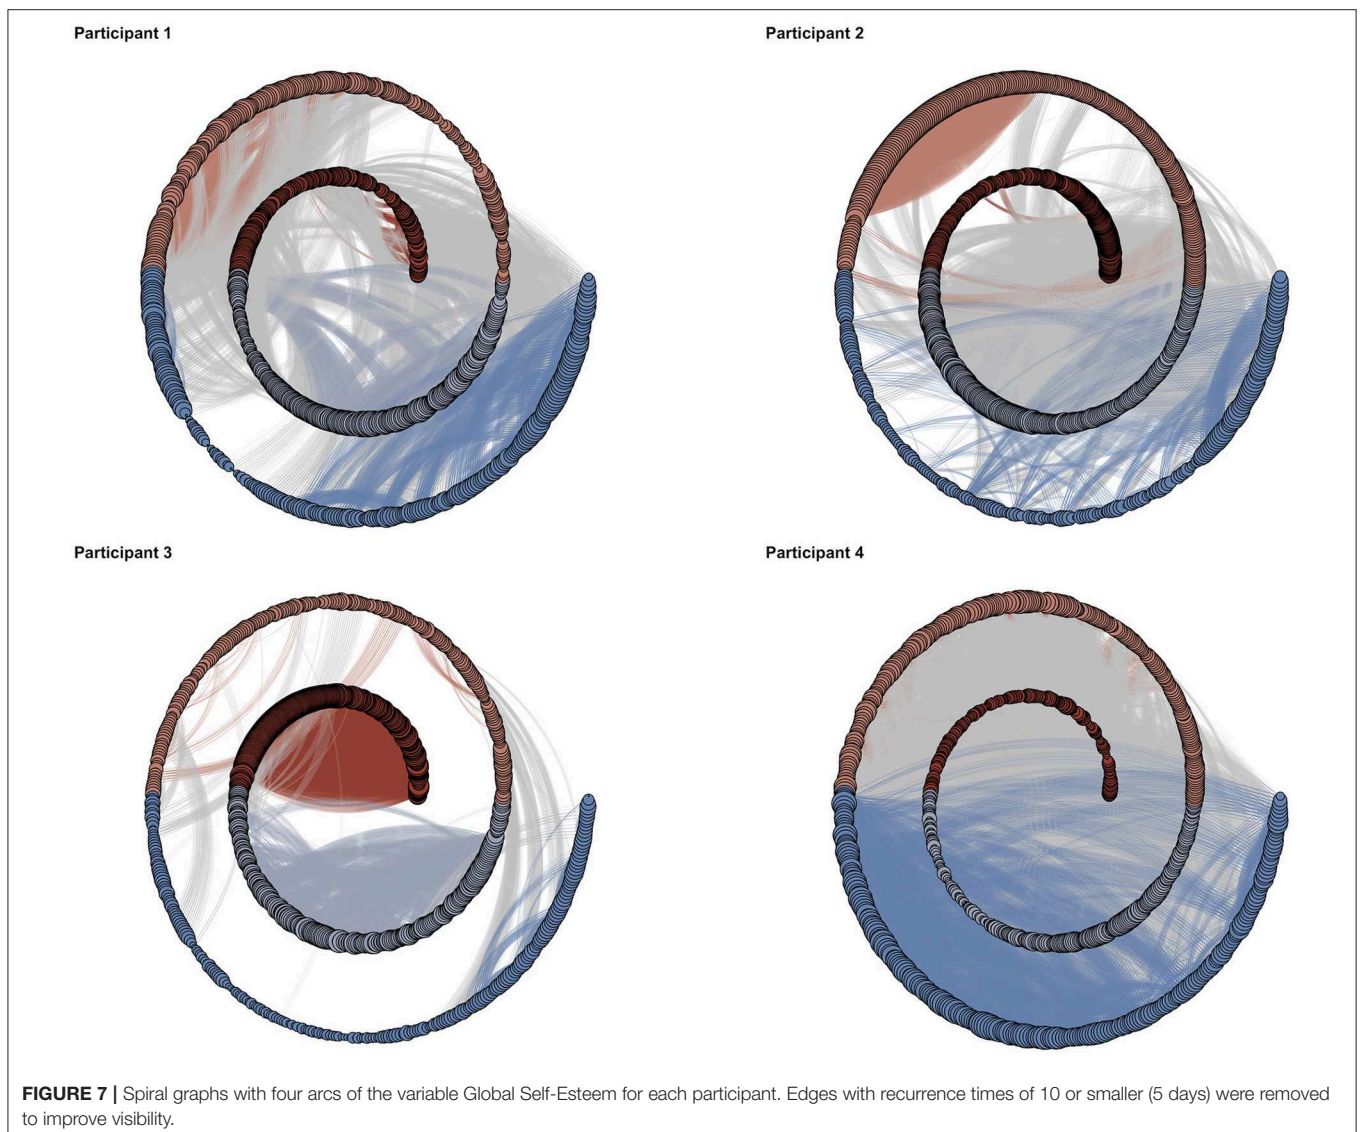 Participant 1
Participant 2
Participant 3
Participant 4
FIGURE 7 | Spiral graphs with four arcs of the variable Global Self-Esteem for each participant. Edges with recurrence times of 10 or smaller (5 days) were removed
to improve visibility.